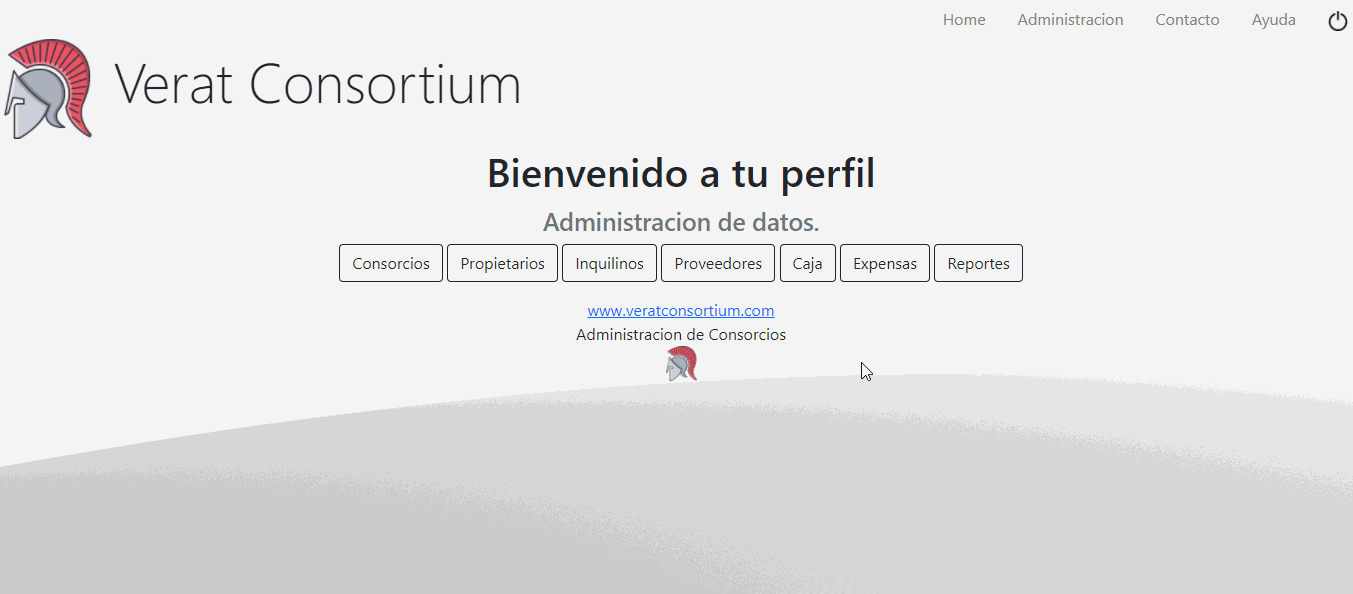 Home Administracion Contacto Ayuda
Verat Consortium
Bienvenido a tu perfil
Administracion de datos.
Consorcios Propietarios Inquilinos Proveedores Caja Expensas Reportes
www.veratconsortium.com
Administracion de Consorcios